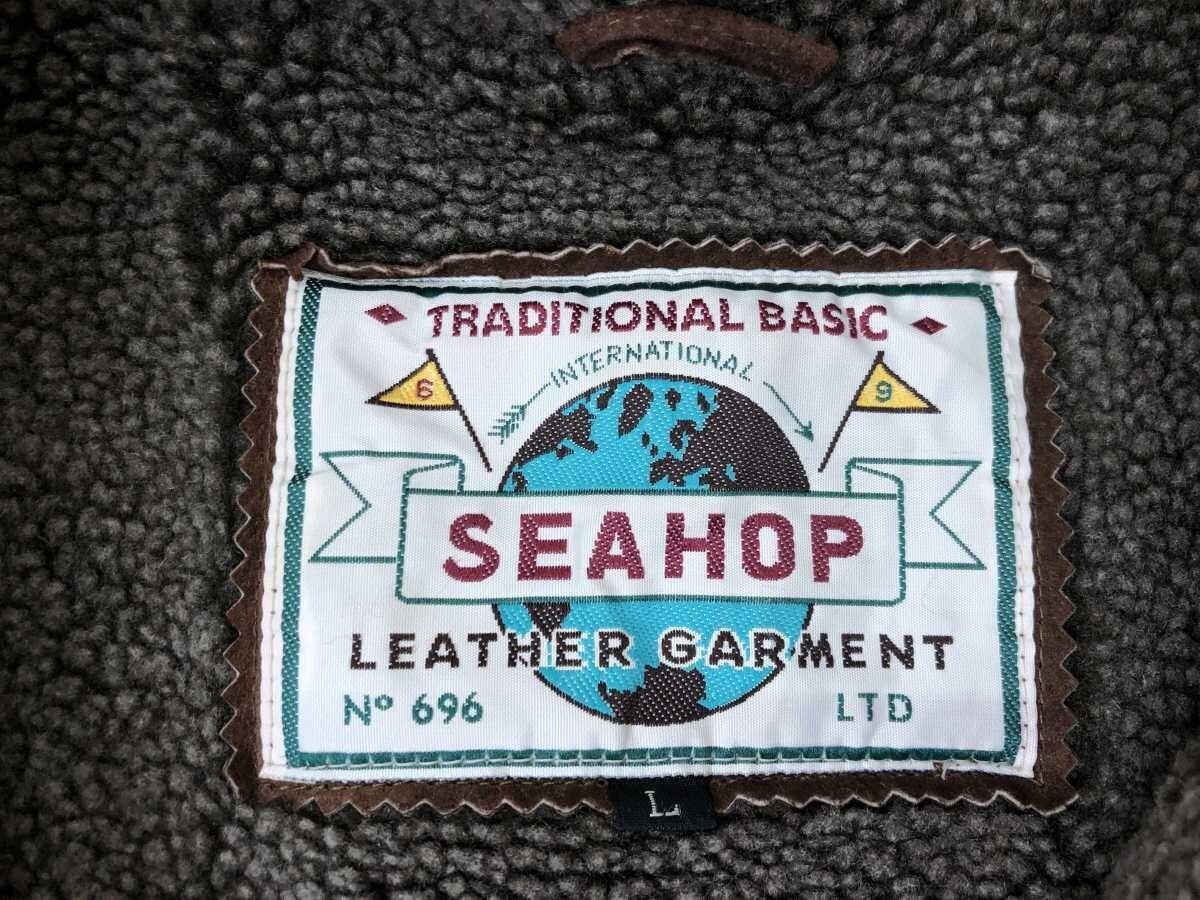 TRADITIONAL BASIC
INTERNATIONAL
6
9
SEAHOP
LEATHER GARMENT
Nº 696
LTD
L